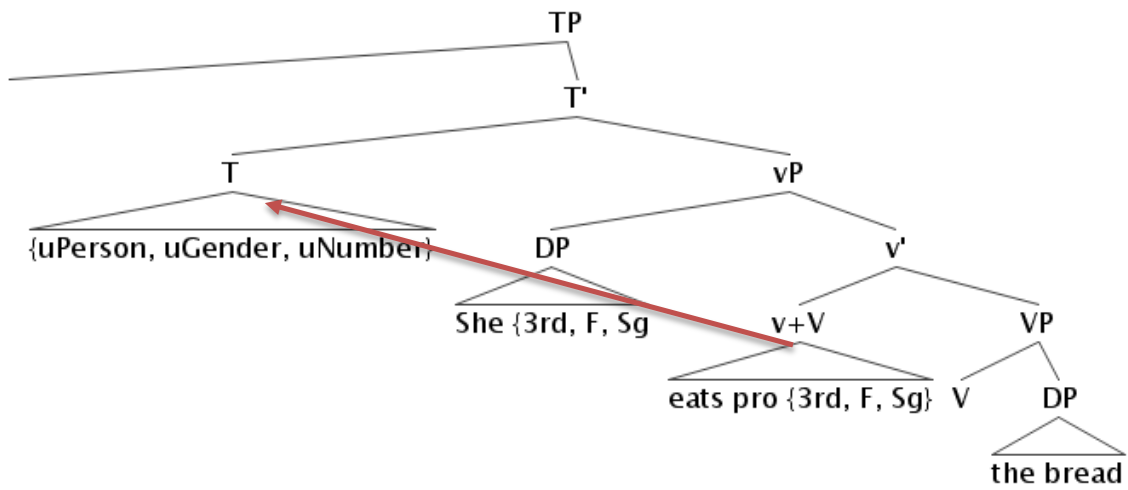 TP
T'
T vP
{uPerson, uGender, uNumber} DP v'
She {3rd, F, Sg v+V VP
eats pro {3rd, F, Sg} V DP
the bread